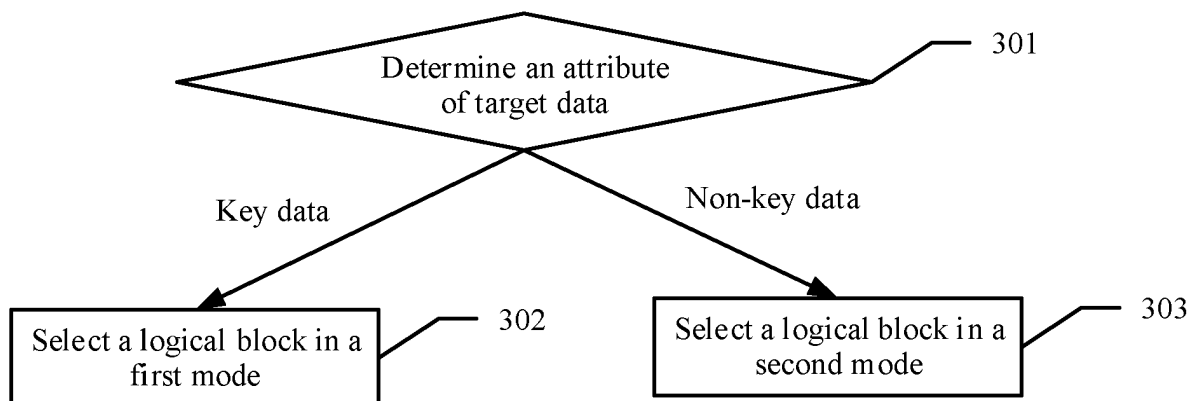 Determine an attribute
of target data
301
Key data
Non-key data
Select a logical block in a
first mode
302
Select a logical block in a
second mode
303